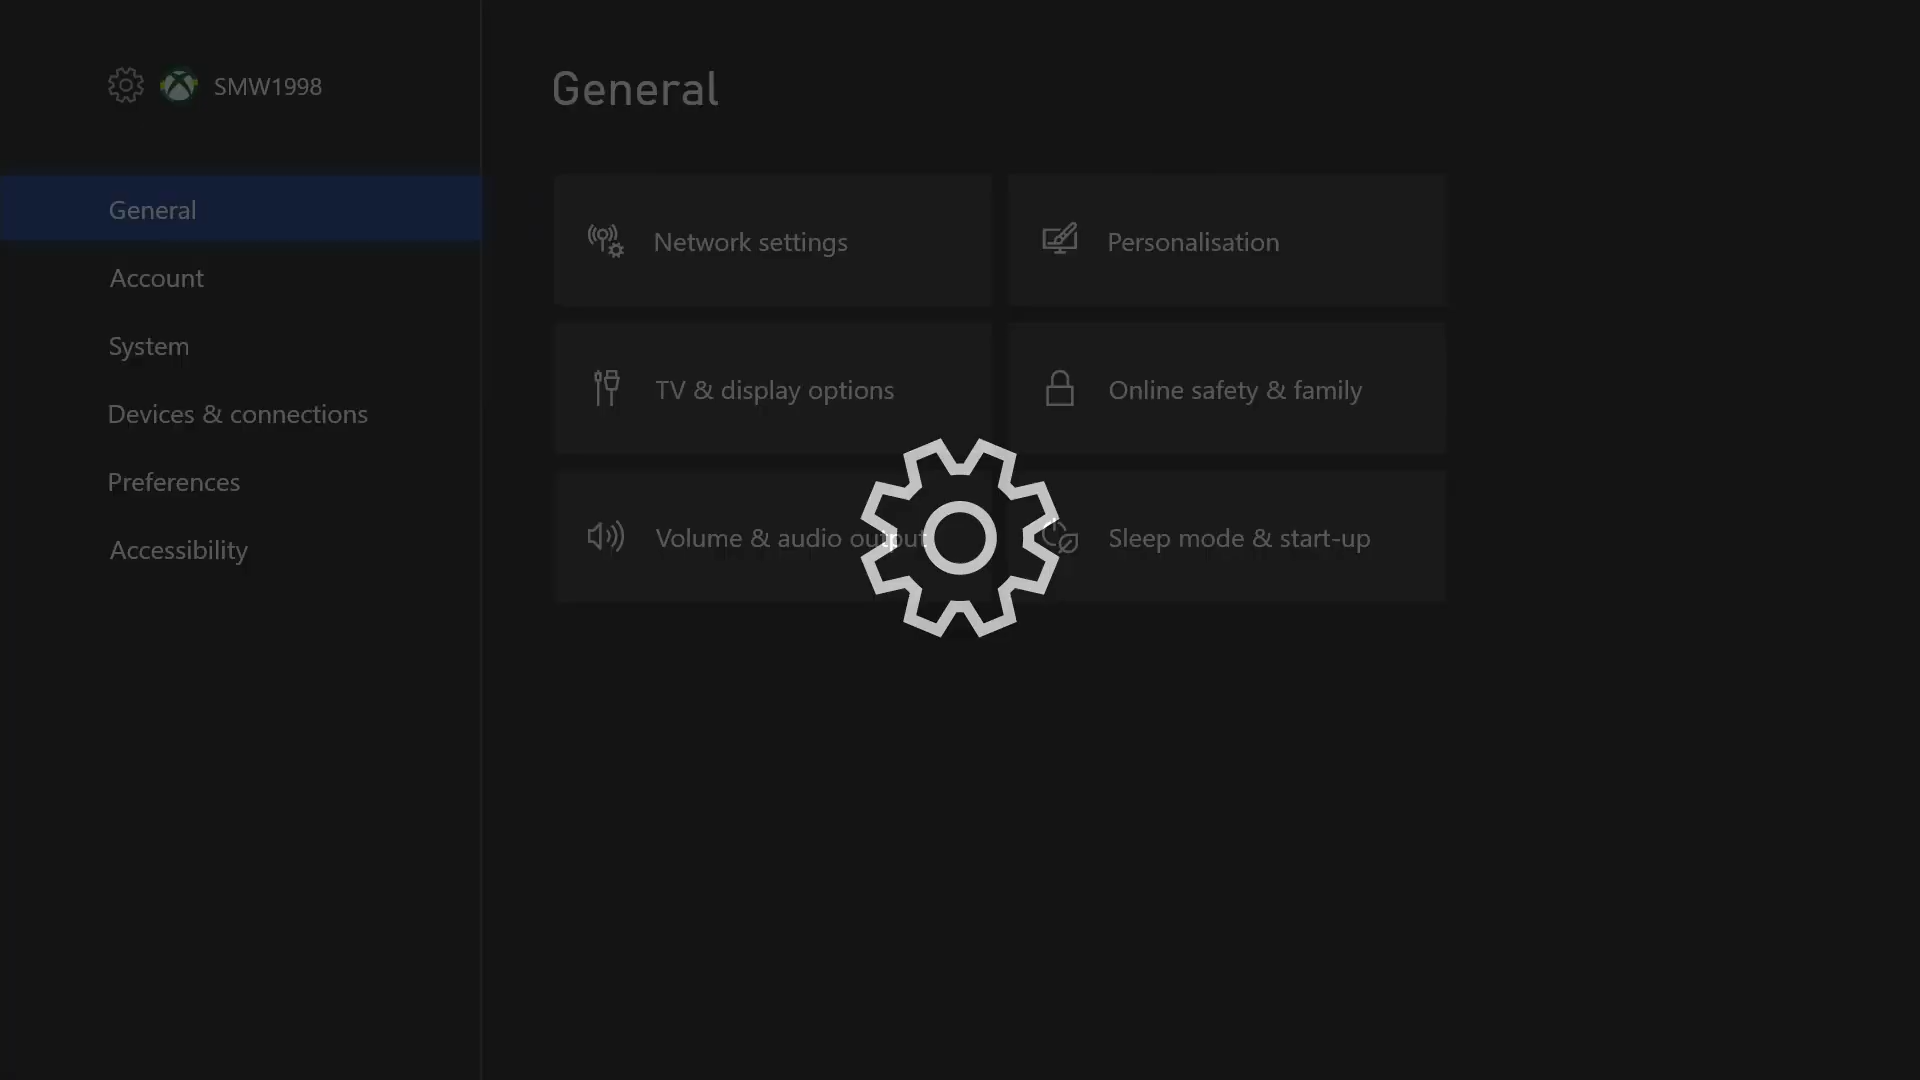 SMW1998
General
Account
System
Devices & connections
Preferences
Accessibility
General
Network settings
Personalisation
TV & display options
Online safety & family
Volume & audio output
Sleep mode & start-up